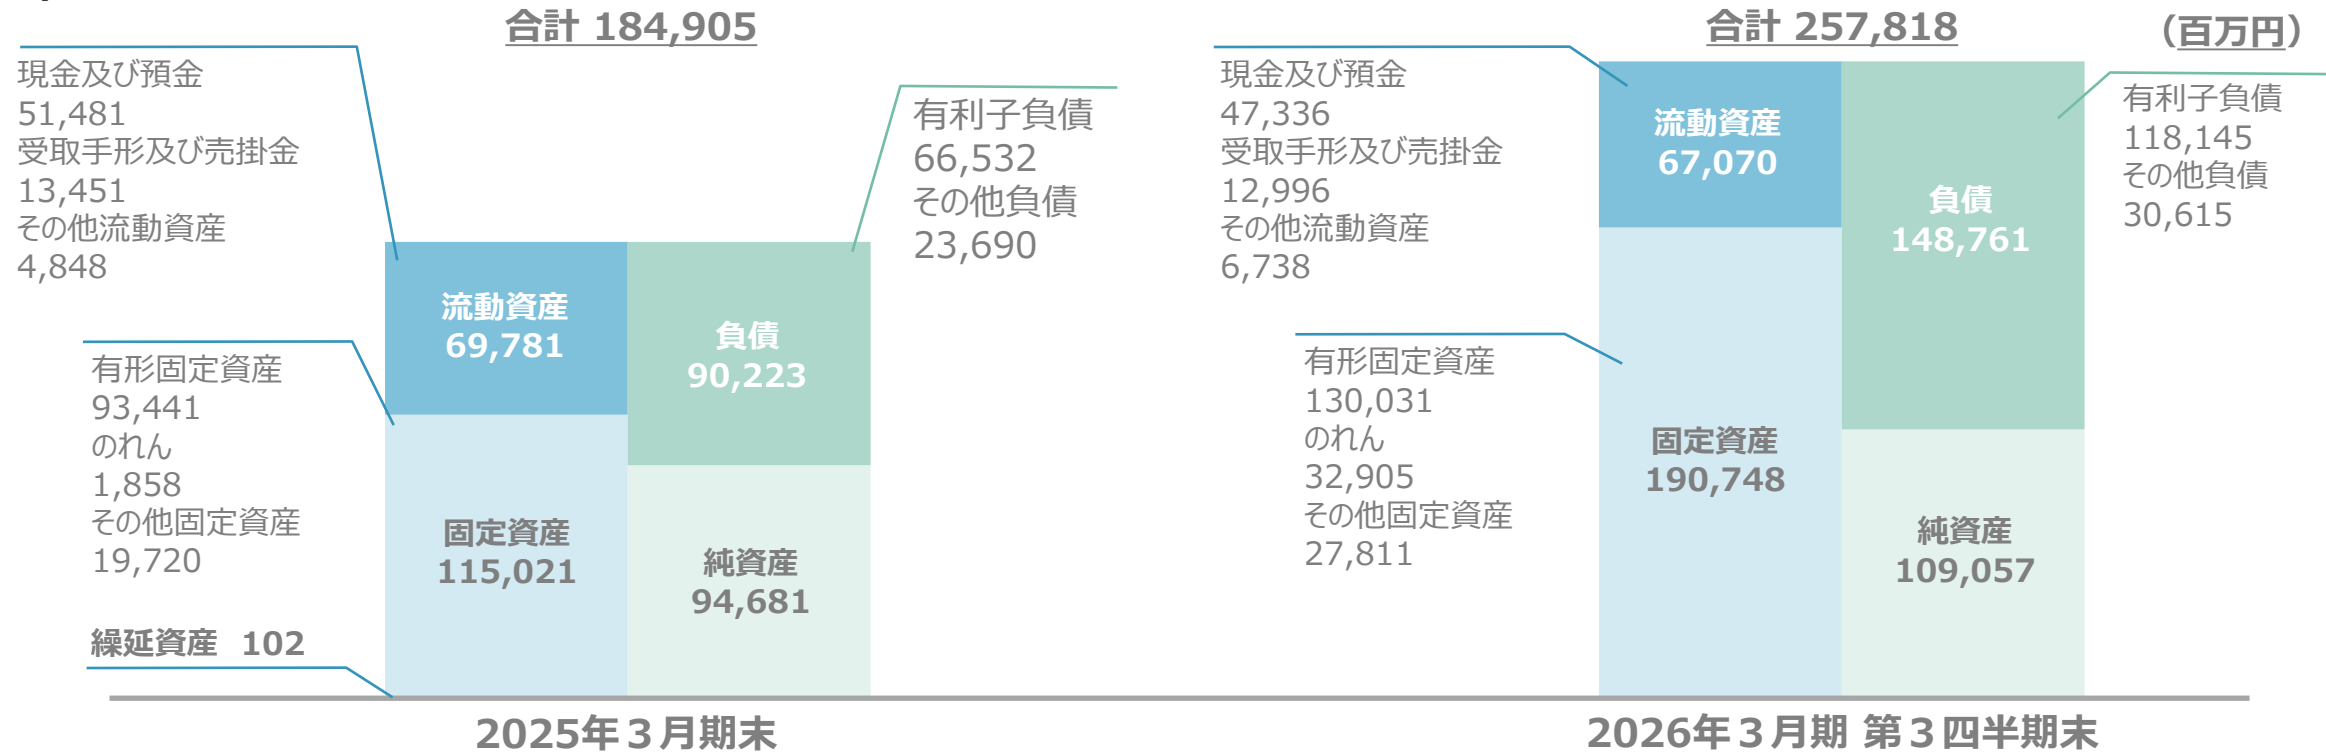 合計 184,905
現金及び預金
51,481
受取手形及び売掛金
13,451
その他流動資産
4,848
有利子負債
66,532
その他負債
23,690
流動資産
69,781
負債
90,223
有形固定資産
93,441
のれん
1,858
その他固定資産
19,720
固定資産
115,021
純資産
94,681
繰延資産 102
2025年３月期末
合計 257,818
（百万円）
現金及び預金
47,336
受取手形及び売掛金
12,996
その他流動資産
6,738
流動資産
67,070
負債
148,761
有利子負債
118,145
その他負債
30,615
有形固定資産
130,031
のれん
32,905
その他固定資産
27,811
固定資産
190,748
純資産
109,057
2026年３月期 第３四半期末